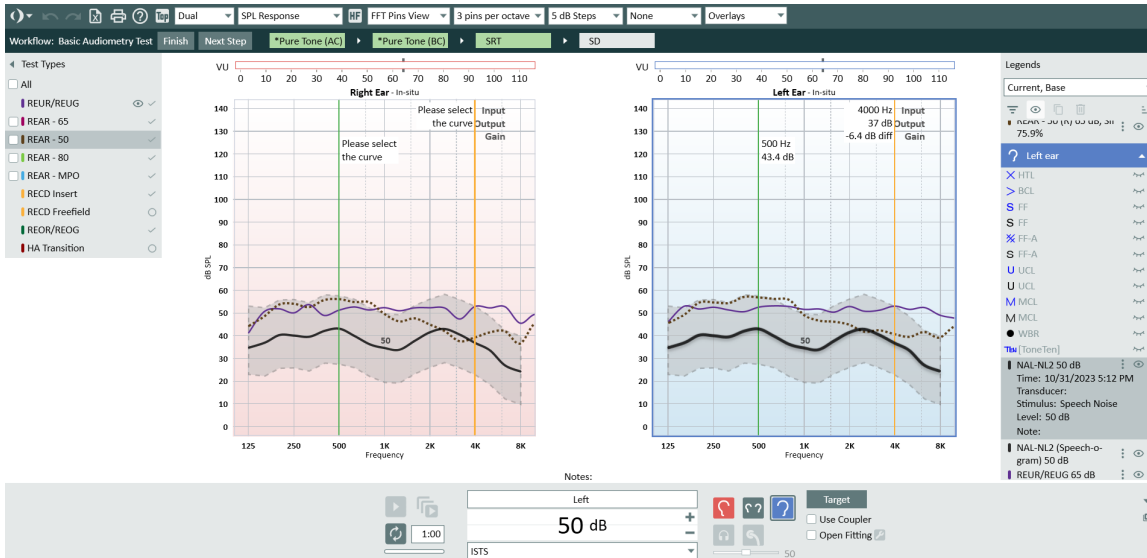 Top Dual SPL Response HF FFT Pins View 3 pins per octave 5 dB Steps None Overlays
Workflow: Basic Audiometry Test Finish Next Step *Pure Tone (AC) *Pure Tone (BC) SRT SD
Test Types
All
REUR/REUG
REAR - 65
REAR - 50
REAR - 80
REAR - MPO
RECD Insert
RECD Freefield
REOR/REOG
HA Transition
VU
0 10 20 30 40 50 60 70 80 90 100 110
Right Ear - In-situ
Please select
the curve
Input
Output
Gain
Please select
the curve
dB SPL
140
130
120
110
100
90
80
70
60
50
40
30
20
10
0
50
125 250 500 1K 2K 4K 8K
Frequency
VU
0 10 20 30 40 50 60 70 80 90 100 110
Left Ear - In-situ
4000 Hz
37 dB
-6.4 dB diff
Input
Output
Gain
500 Hz
43.4 dB
dB SPL
140
130
120
110
100
90
80
70
60
50
40
30
20
10
0
50
125 250 500 1K 2K 4K 8K
Frequency
Legends
Current, Base
REAR - 50 (R) 65 dB, SII
75.9%
Left ear
HTL
BCL
S FF
S FF
FF-A
S FF-A
U UCL
U UCL
M MCL
M MCL
WBR
[ToneTen]
NAL-NL2 50 dB
Time: 10/31/2023 5:12 PM
Transducer:
Stimulus: Speech Noise
Level: 50 dB
Note:
NAL-NL2 (Speech-o-
gram) 50 dB
REUR/REUG 65 dB
Notes:
1:00
Left
50 dB
+
−
ISTS
Target
Use Coupler
Open Fitting
50